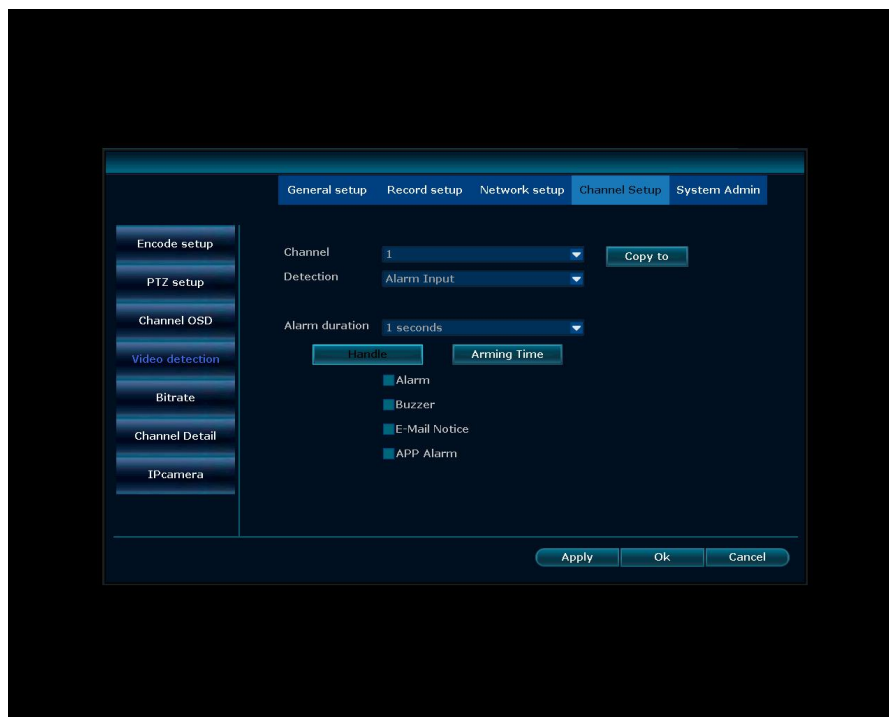 General setup Record setup Network setup Channel Setup System Admin
Encode setup
PTZ setup
Channel OSD
Video detection
Bitrate
Channel Detail
IPcamera
Channel 1 Copy to
Detection Alarm Input
Alarm duration 1 seconds
Handle Arming Time
Alarm
Buzzer
E-Mail Notice
APP Alarm
Apply Ok Cancel